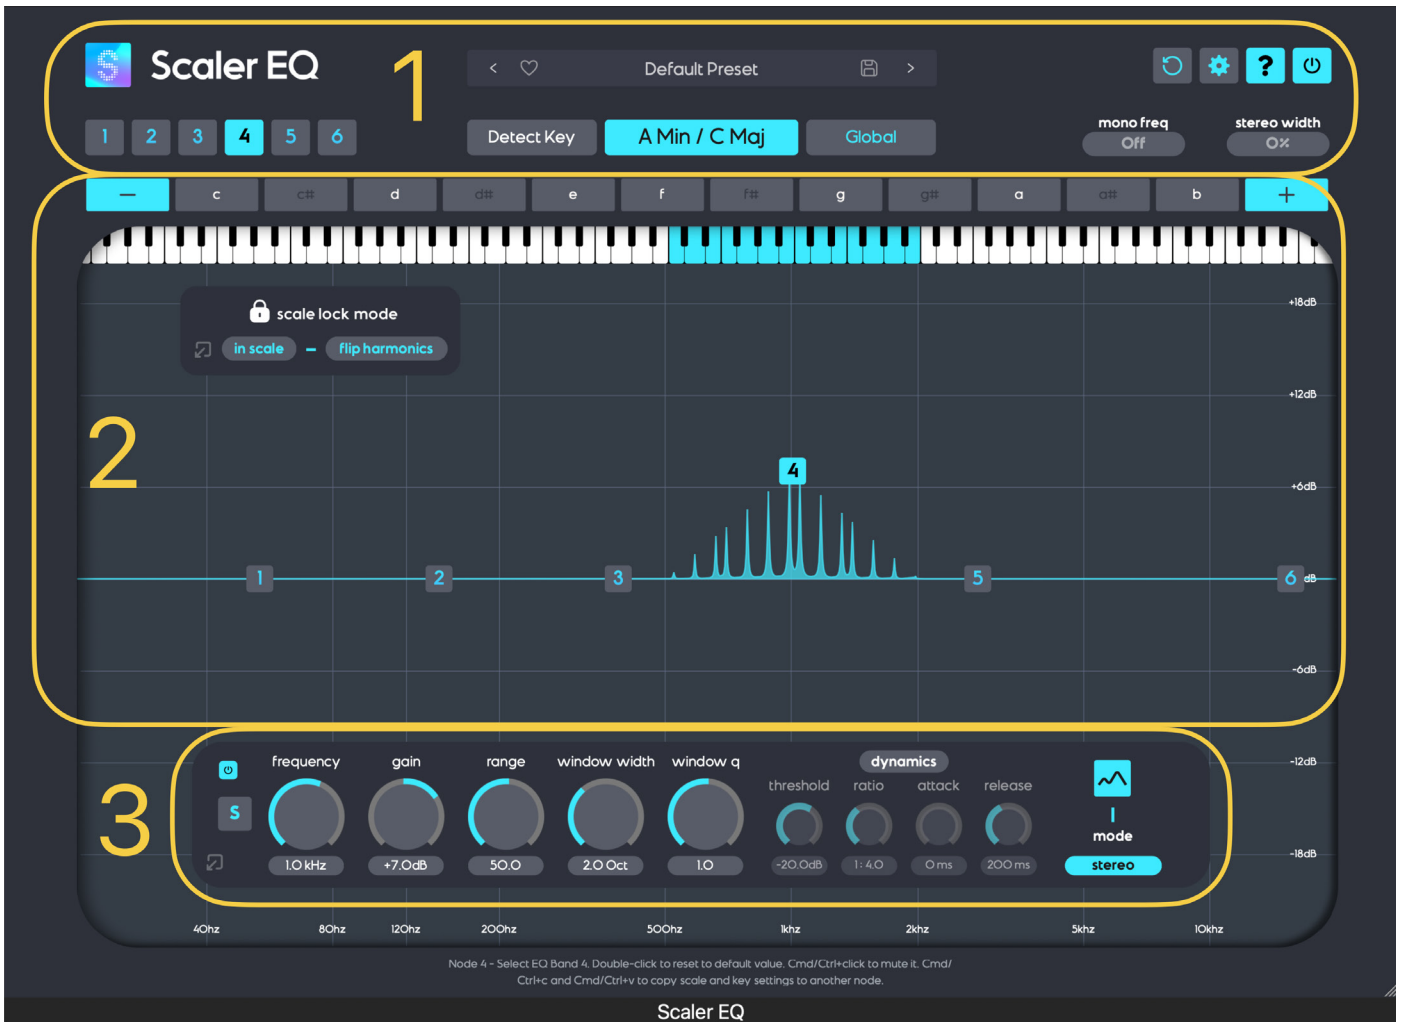 1
S Scaler EQ
< Default Preset >
?
1 2 3 4 5 6
Detect Key A Min / C Maj Global
mono freq stereo width
Off 0%
— c c# d d# e f f# g g# a a# b +
2
scale lock mode
in scale – flip harmonics
+18dB
+12dB
+6dB
dB
-6dB
-12dB
-18dB
4
1 2 3 5 6
3
S
frequency gain range window width window q
1.0 kHz +7.0dB 50.0 2.0 Oct 1.0
dynamics
threshold ratio attack release
-20.0dB 1 : 4.0 0 ms 200 ms
mode
stereo
40hz 80hz 120hz 200hz 500hz 1khz 2khz 5khz 10khz
Node 4 - Select EQ Band 4. Double-click to reset to default value. Cmd/Ctrl+click to mute it. Cmd/
Ctrl+c and Cmd/Ctrl+v to copy scale and key settings to another node.
Scaler EQ